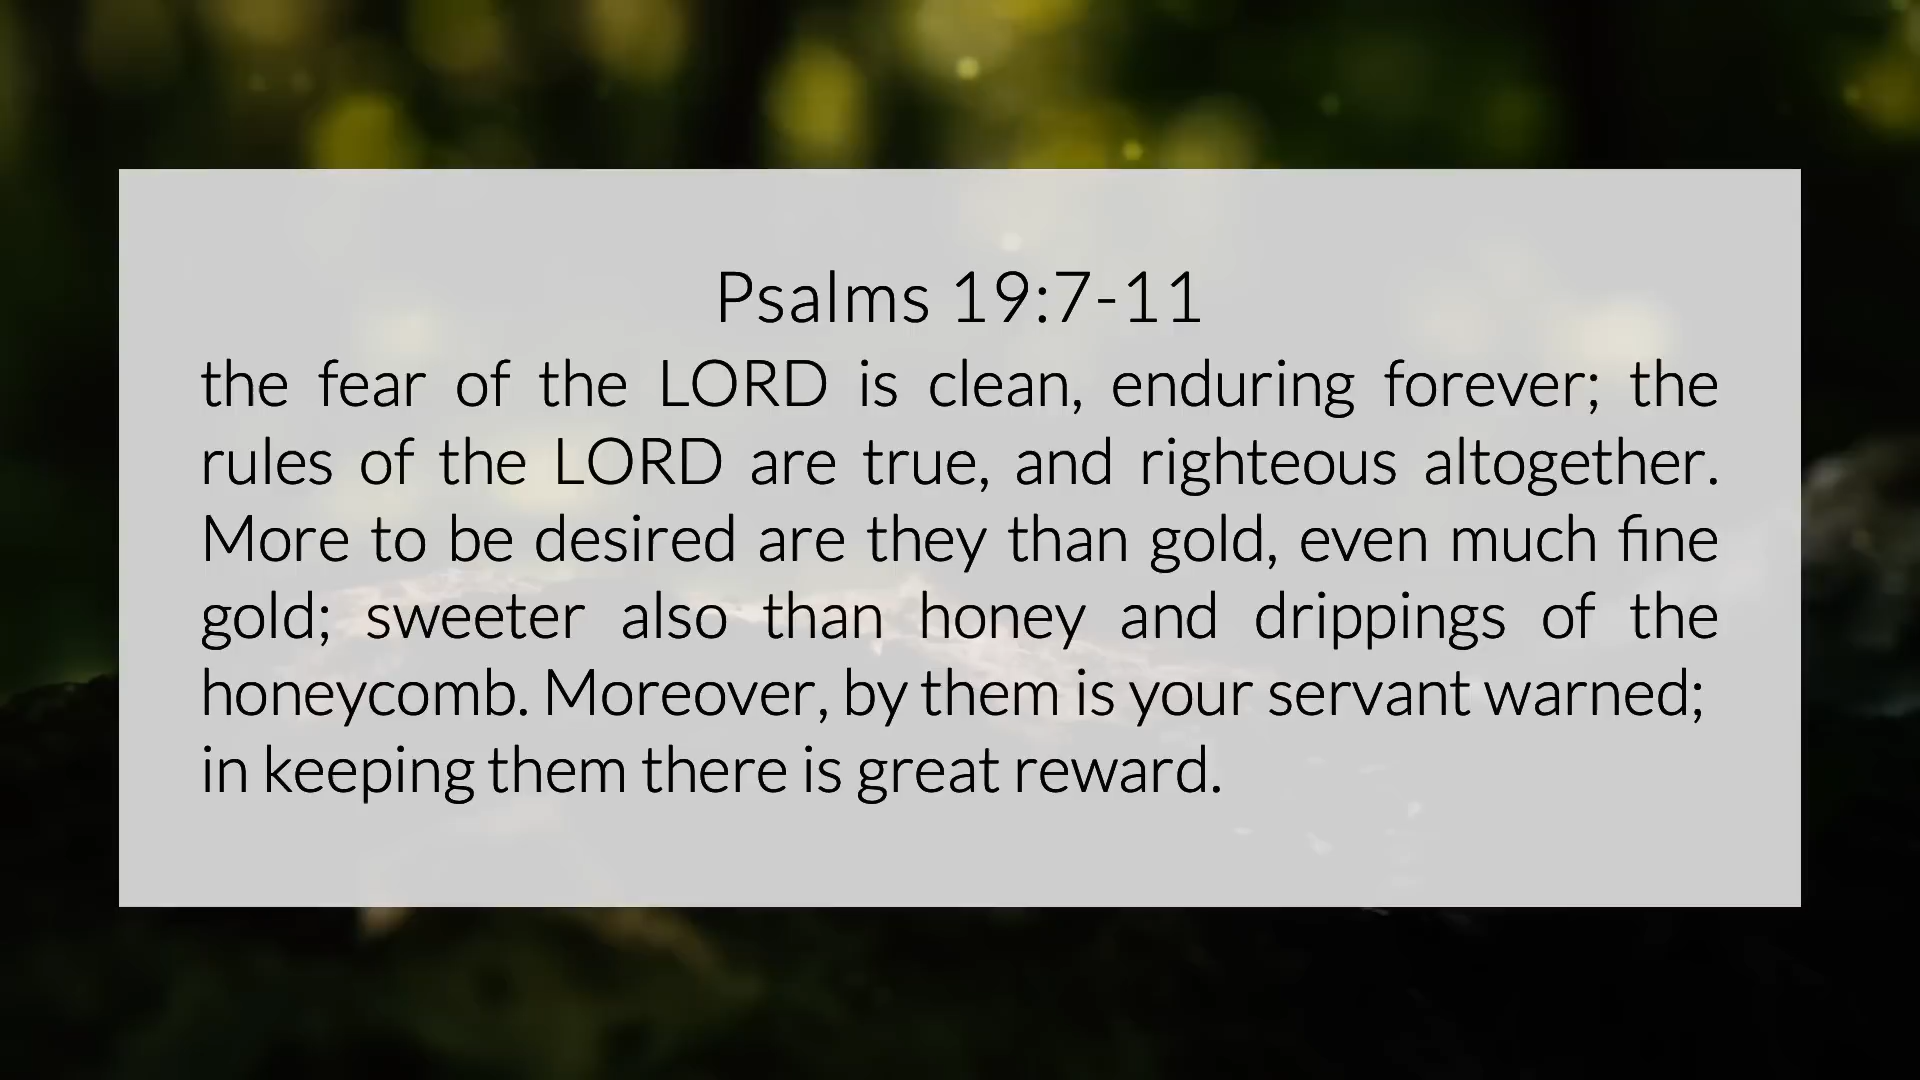 Psalms 19:7-11
the fear of the LORD is clean, enduring forever; the
rules of the LORD are true, and righteous altogether.
More to be desired are they than gold, even much fine
gold; sweeter also than honey and drippings of the
honeycomb. Moreover, by them is your servant warned;
in keeping them there is great reward.